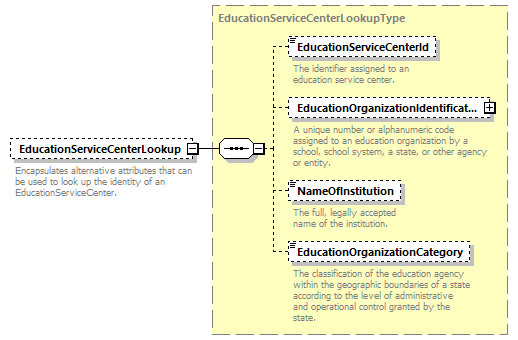 EducationServiceCenterLookupType
EducationServiceCenterId
The identifier assigned to an
education service center.
EducationOrganizationIdentificat...
A unique number or alphanumeric code
assigned to an education organization by a
school, school system, a state, or other agency
or entity.
EducationServiceCenterLookup
Encapsulates alternative attributes that can
be used to look up the identity of an
EducationServiceCenter.
NameOfInstitution
The full, legally accepted
name of the institution.
EducationOrganizationCategory
The classification of the education agency
within the geographic boundaries of a state
according to the level of administrative
and operational control granted by the
state.